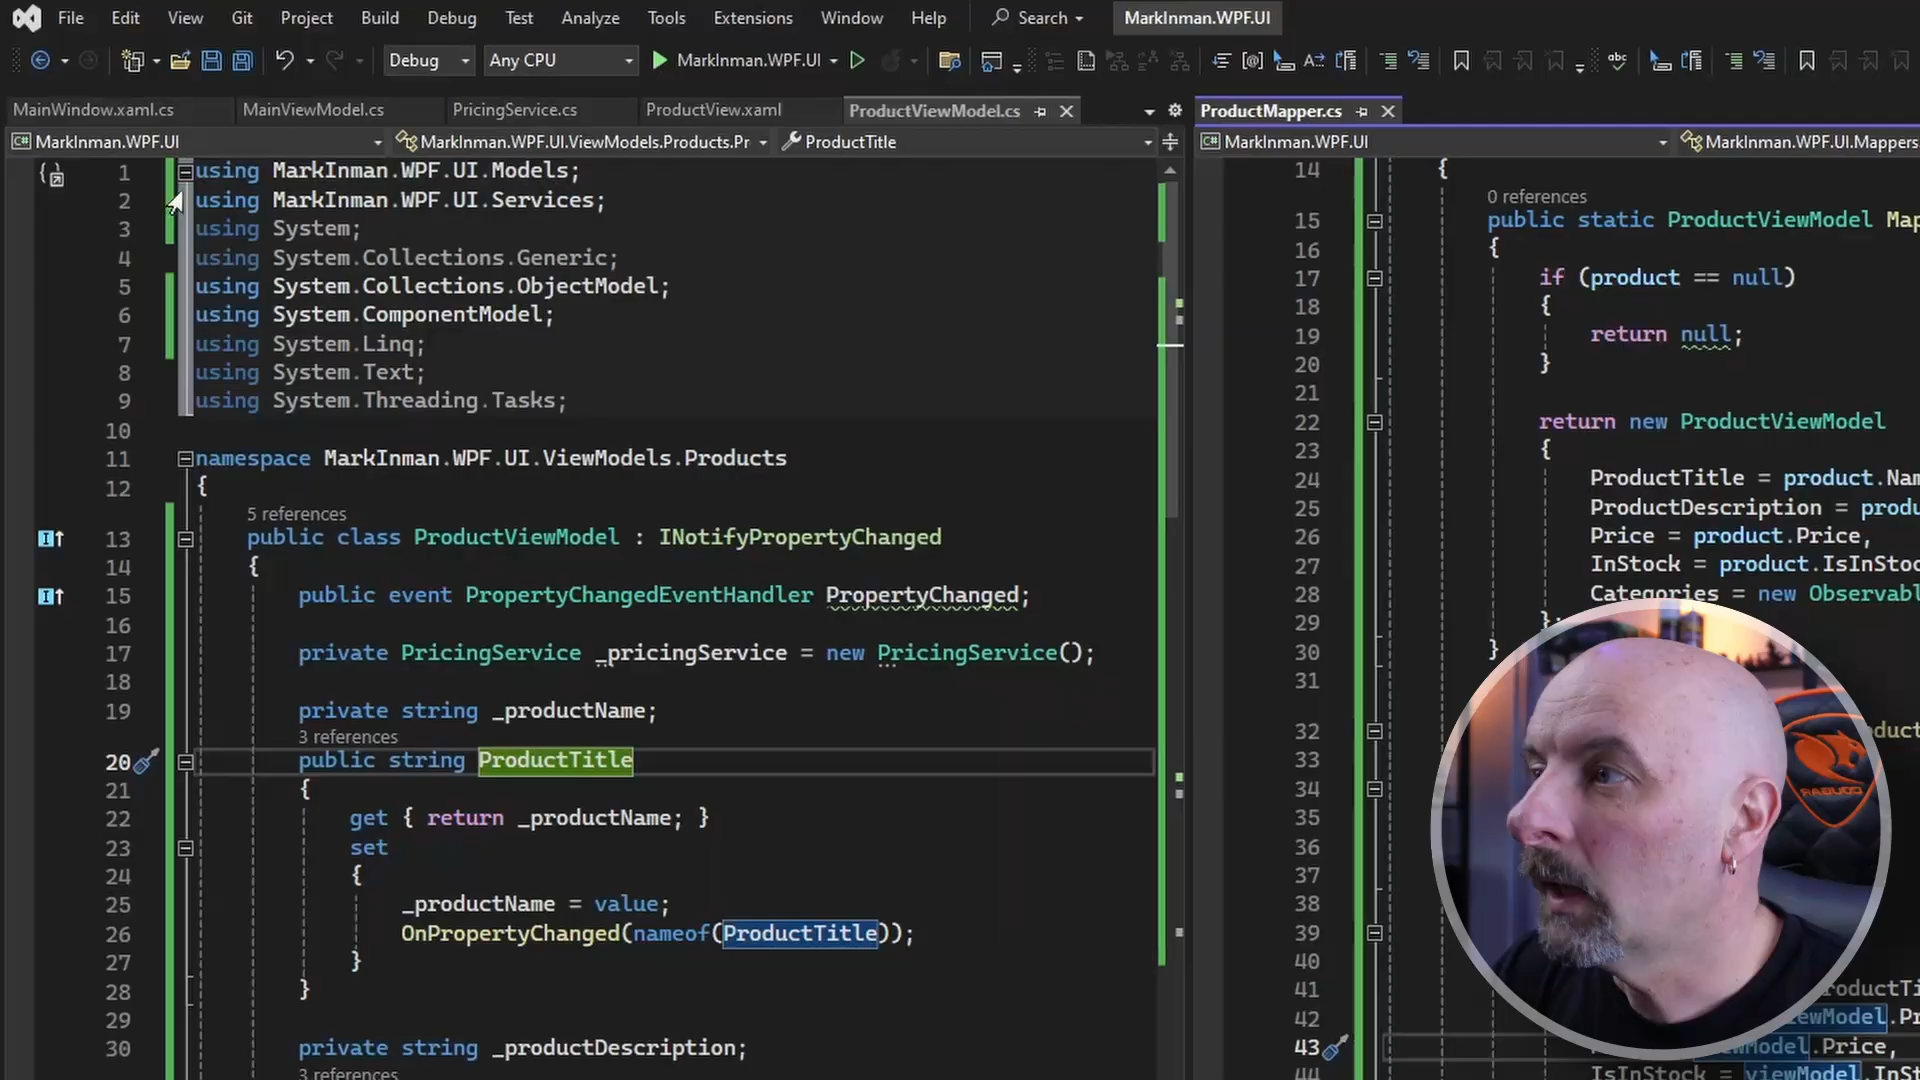 File Edit View Git Project Build Debug Test Analyze Tools Extensions Window Help Search MarkInman.WPF.UI
Debug Any CPU MarkInman.WPF.UI
MainWindow.xaml.cs MainViewModel.cs PricingService.cs ProductView.xaml ProductViewModel.cs
MarkInman.WPF.UI MarkInman.WPF.UI.ViewModels.Products.Pr ProductTitle
1 using MarkInman.WPF.UI.Models;
2 using MarkInman.WPF.UI.Services;
3 using System;
4 using System.Collections.Generic;
5 using System.Collections.ObjectModel;
6 using System.ComponentModel;
7 using System.Linq;
8 using System.Text;
9 using System.Threading.Tasks;
10
11 namespace MarkInman.WPF.UI.ViewModels.Products
12 {
5 references
13 public class ProductViewModel : INotifyPropertyChanged
14 {
15 public event PropertyChangedEventHandler PropertyChanged;
16
17 private PricingService _pricingService = new PricingService();
18
19 private string _productName;
3 references
20 public string ProductTitle
21 {
22 get { return _productName; }
23 set
24 {
25 _productName = value;
26 OnPropertyChanged(nameof(ProductTitle));
27 }
28 }
29
30 private string _productDescription;
3 references
ProductMapper.cs
MarkInman.WPF.UI MarkInman.WPF.UI.Mappers
14 {
0 references
15 public static ProductViewModel Map
16 {
17 if (product == null)
18 {
19 return null;
20 }
21
22 return new ProductViewModel
23 {
24 ProductTitle = product.Nam
25 ProductDescription = produ
26 Price = product.Price,
27 InStock = product.IsInStoc
28 Categories = new Observabl
29 };
30 }
31
32
33
34
35
36
37
38
39
40
41 roductTi
42 ewModel.Pr
43 wModel.Price,
44 IsInStock = viewModel.InSt
COUGAR